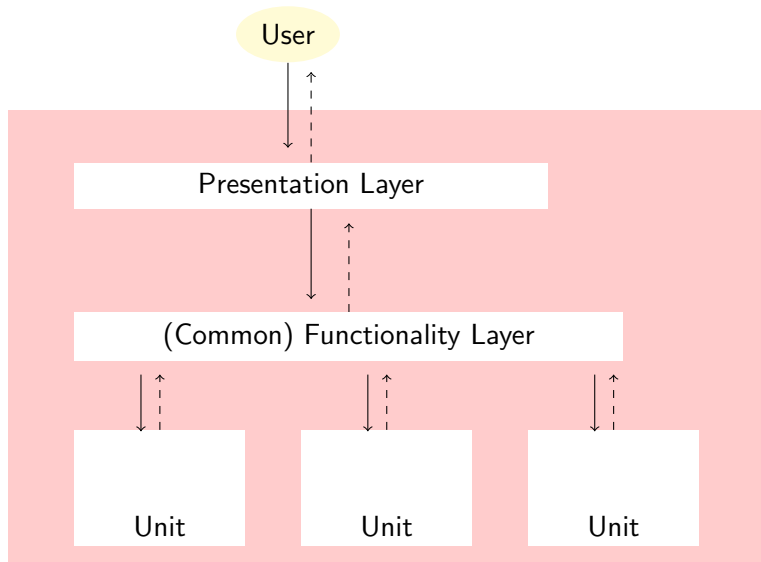 User
Presentation Layer
(Common) Functionality Layer
Unit
Unit
Unit